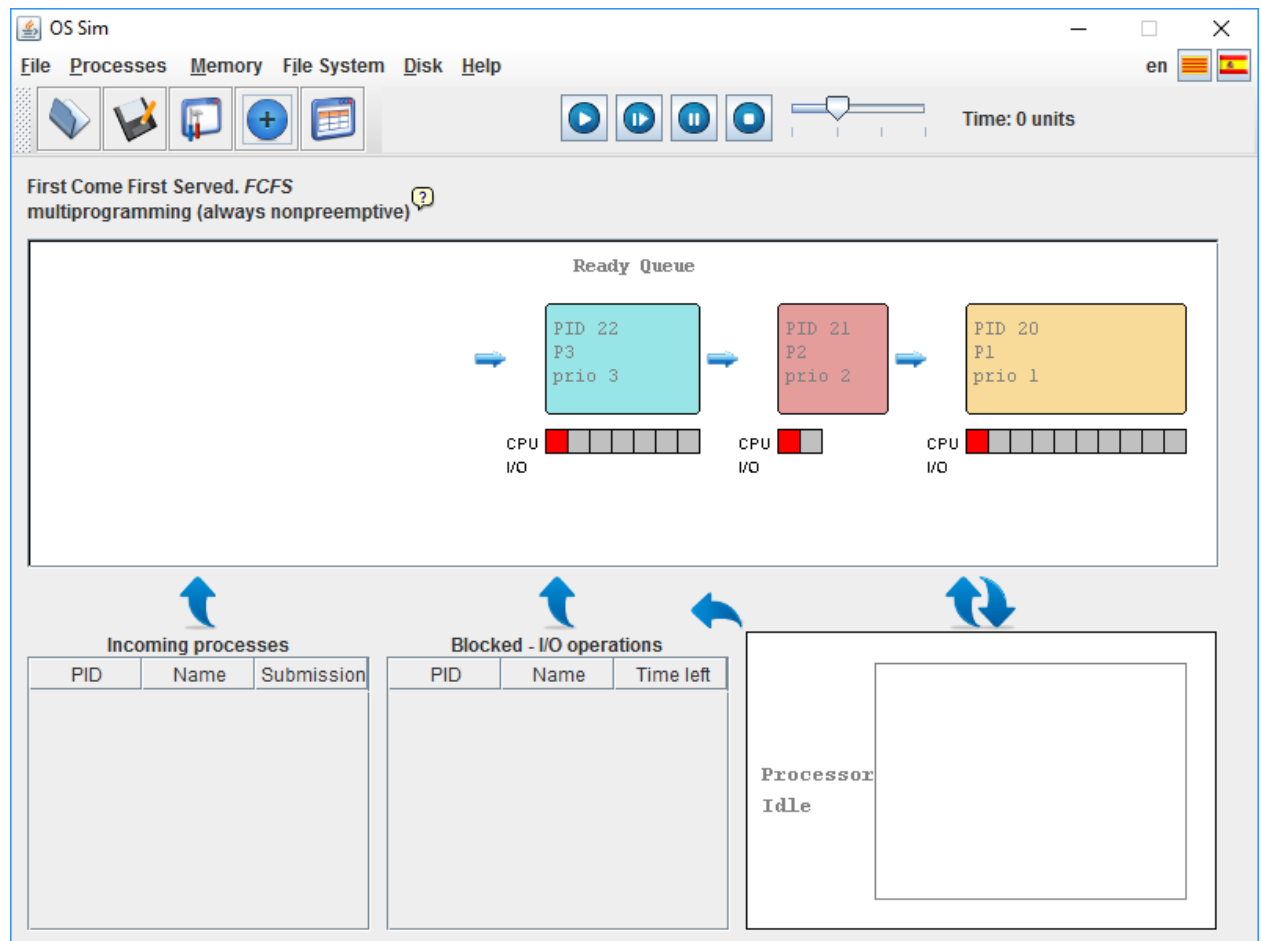 OS Sim
File Processes Memory File System Disk Help en
Time: 0 units
First Come First Served. FCFS
multiprogramming (always nonpreemptive) ?
Ready Queue
PID 22 PID 21 PID 20
P3 P2 P1
prio 3 prio 2 prio 1
CPU CPU CPU
I/O I/O I/O
Incoming processes Blocked - I/O operations
PID Name Submission PID Name Time left
Processor
Idle